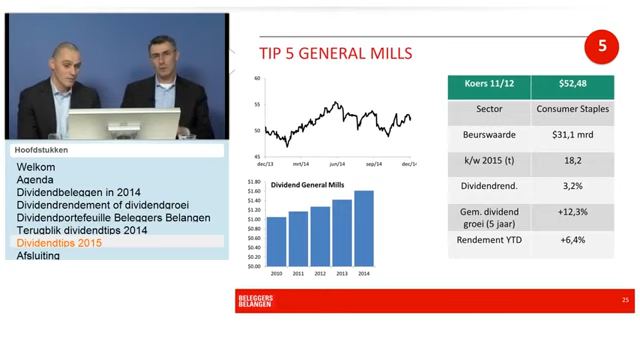 Hoofdstukken
Welkom
Agenda
Dividendbeleggen in 2014
Dividendrendement of dividendgroei
Dividendportefeuille Beleggers Belangen
Terugblik dividendtips 2014
Dividendtips 2015
Afsluiting
TIP 5 GENERAL MILLS
5
60
55
50
45
dec/13 mrt/14 jun/14 sep/14 dec/14
Dividend General Mills
$1.80
$1.60
$1.40
$1.20
$1.00
$0.80
$0.60
$0.40
$0.20
$0.00
2010 2011 2012 2013 2014
Koers 11/12 $52,48
Sector Consumer Staples
Beurswaarde $31,1 mrd
k/w 2015 (t) 18,2
Dividendrend. 3,2%
Gem. dividend +12,3%
groei (5 jaar)
Rendement YTD +6,4%
BELEGGERS
BELANGEN
25